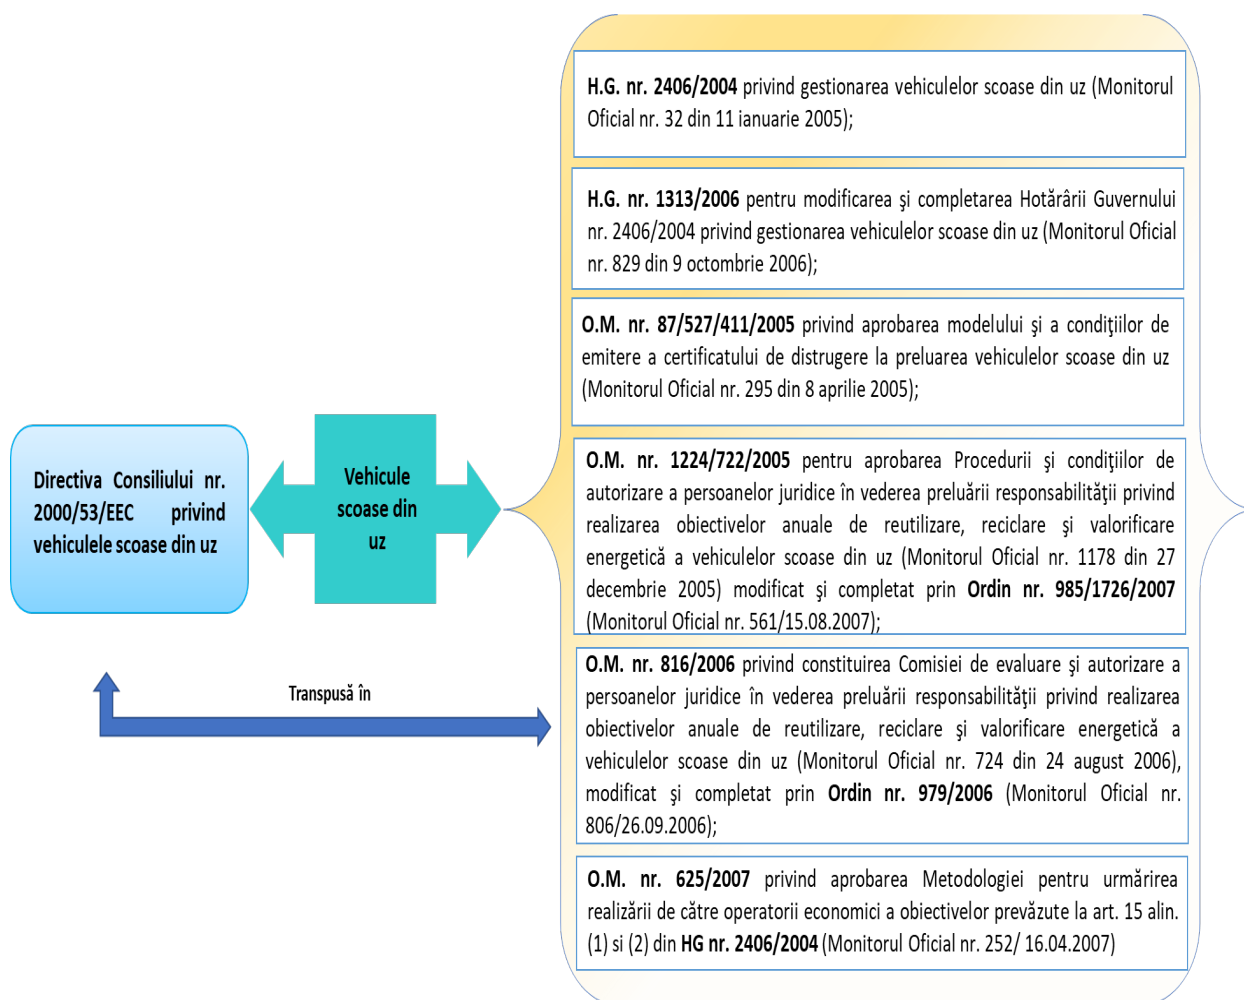 Directiva Consiliului nr.
2000/53/EEC privind
vehiculele scoase din uz
Vehicule
scoase din
uz
Transpusă în
H.G. nr. 2406/2004 privind gestionarea vehiculelor scoase din uz (Monitorul
Oficial nr. 32 din 11 ianuarie 2005);
H.G. nr. 1313/2006 pentru modificarea şi completarea Hotărârii Guvernului
nr. 2406/2004 privind gestionarea vehiculelor scoase din uz (Monitorul Oficial
nr. 829 din 9 octombrie 2006);
O.M. nr. 87/527/411/2005 privind aprobarea modelului şi a condiţiilor de
emitere a certificatului de distrugere la preluarea vehiculelor scoase din uz
(Monitorul Oficial nr. 295 din 8 aprilie 2005);
O.M. nr. 1224/722/2005 pentru aprobarea Procedurii şi condiţiilor de
autorizare a persoanelor juridice în vederea preluării responsabilităţii privind
realizarea obiectivelor anuale de reutilizare, reciclare şi valorificare
energetică a vehiculelor scoase din uz (Monitorul Oficial nr. 1178 din 27
decembrie 2005) modificat şi completat prin Ordin nr. 985/1726/2007
(Monitorul Oficial nr. 561/15.08.2007);
O.M. nr. 816/2006 privind constituirea Comisiei de evaluare şi autorizare a
persoanelor juridice în vederea preluării responsabilităţii privind realizarea
obiectivelor anuale de reutilizare, reciclare şi valorificare energetică a
vehiculelor scoase din uz (Monitorul Oficial nr. 724 din 24 august 2006),
modificat şi completat prin Ordin nr. 979/2006 (Monitorul Oficial nr.
806/26.09.2006);
O.M. nr. 625/2007 privind aprobarea Metodologiei pentru urmărirea
realizării de către operatorii economici a obiectivelor prevăzute la art. 15 alin.
(1) si (2) din HG nr. 2406/2004 (Monitorul Oficial nr. 252/ 16.04.2007)